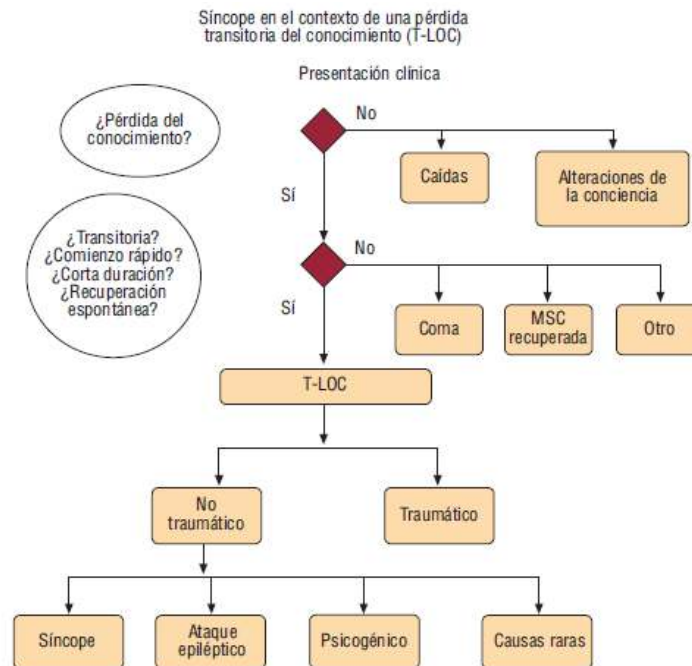 Síncope en el contexto de una pérdida
transitoria del conocimiento (T-LOC)
Presentación clínica
¿Pérdida del
conocimiento?
No
Caídas
Alteraciones de
la conciencia
Sí
¿Transitoria?
¿Comienzo rápido?
¿Corta duración?
¿Recuperación
espontánea?
No
Coma
MSC
recuperada
Otro
Sí
T-LOC
No
traumático
Traumático
Síncope
Ataque
epiléptico
Psicogénico
Causas raras